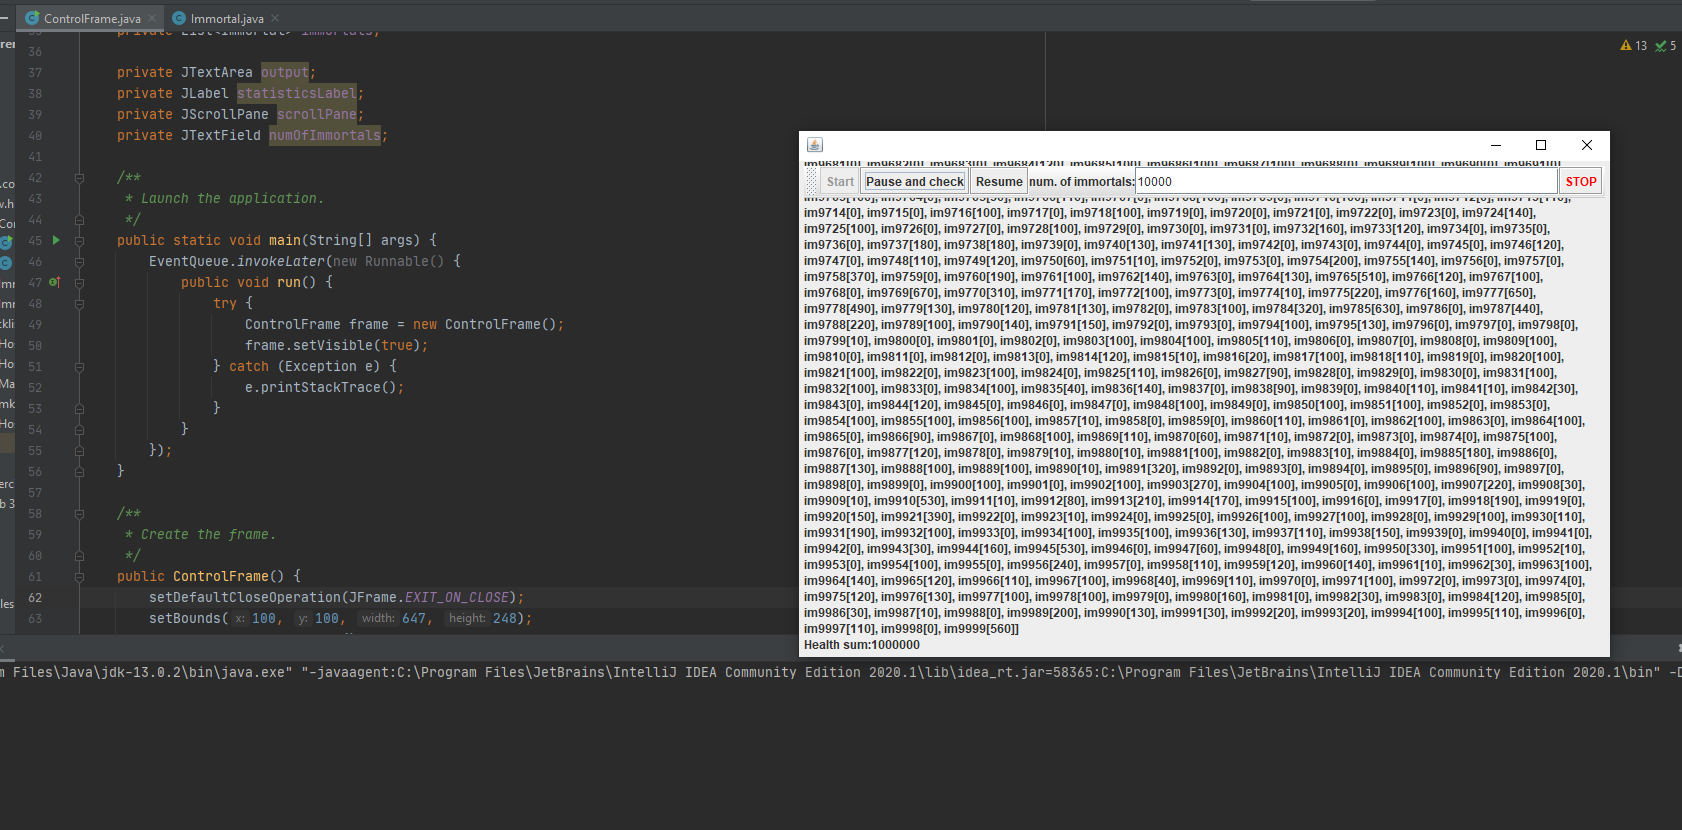 ControlFrame.java
Immortal.java
13
5
36
37 private JTextArea output;
38 private JLabel statisticsLabel;
39 private JScrollPane scrollPane;
40 private JTextField numOfImmortals;
41
42 /**
43 * Launch the application.
44 */
45 public static void main(String[] args) {
46 EventQueue.invokeLater(new Runnable() {
47 public void run() {
48 try {
49 ControlFrame frame = new ControlFrame();
50 frame.setVisible(true);
51 } catch (Exception e) {
52 e.printStackTrace();
53 }
54 }
55 });
56 }
57
58 /**
59 * Create the frame.
60 */
61 public ControlFrame() {
62 setDefaultCloseOperation(JFrame.EXIT_ON_CLOSE);
63 setBounds( x: 100, y: 100, width: 647, height: 248);
Start Pause and check Resume num. of immortals: 10000 STOP
im9714[0], im9715[0], im9716[100], im9717[0], im9718[100], im9719[0], im9720[0], im9721[0], im9722[0], im9723[0], im9724[140],
im9725[100], im9726[0], im9727[0], im9728[100], im9729[0], im9730[0], im9731[0], im9732[160], im9733[120], im9734[0], im9735[0],
im9736[0], im9737[180], im9738[180], im9739[0], im9740[130], im9741[130], im9742[0], im9743[0], im9744[0], im9745[0], im9746[120],
im9747[0], im9748[110], im9749[120], im9750[60], im9751[10], im9752[0], im9753[0], im9754[200], im9755[140], im9756[0], im9757[0],
im9758[370], im9759[0], im9760[190], im9761[100], im9762[140], im9763[0], im9764[130], im9765[510], im9766[120], im9767[100],
im9768[0], im9769[670], im9770[310], im9771[170], im9772[100], im9773[0], im9774[10], im9775[220], im9776[160], im9777[650],
im9778[490], im9779[130], im9780[120], im9781[130], im9782[0], im9783[100], im9784[320], im9785[630], im9786[0], im9787[440],
im9788[220], im9789[100], im9790[140], im9791[150], im9792[0], im9793[0], im9794[100], im9795[130], im9796[0], im9797[0], im9798[0],
im9799[10], im9800[0], im9801[0], im9802[0], im9803[100], im9804[100], im9805[110], im9806[0], im9807[0], im9808[0], im9809[100],
im9810[0], im9811[0], im9812[0], im9813[0], im9814[120], im9815[10], im9816[20], im9817[100], im9818[110], im9819[0], im9820[100],
im9821[100], im9822[0], im9823[100], im9824[0], im9825[110], im9826[0], im9827[90], im9828[0], im9829[0], im9830[0], im9831[100],
im9832[100], im9833[0], im9834[100], im9835[40], im9836[140], im9837[0], im9838[90], im9839[0], im9840[110], im9841[10], im9842[30],
im9843[0], im9844[120], im9845[0], im9846[0], im9847[0], im9848[100], im9849[0], im9850[100], im9851[100], im9852[0], im9853[0],
im9854[100], im9855[100], im9856[100], im9857[10], im9858[0], im9859[0], im9860[110], im9861[0], im9862[100], im9863[0], im9864[100],
im9865[0], im9866[90], im9867[0], im9868[100], im9869[110], im9870[60], im9871[10], im9872[0], im9873[0], im9874[0], im9875[100],
im9876[0], im9877[120], im9878[0], im9879[10], im9880[10], im9881[100], im9882[0], im9883[10], im9884[0], im9885[180], im9886[0],
im9887[130], im9888[100], im9889[100], im9890[10], im9891[320], im9892[0], im9893[0], im9894[0], im9895[0], im9896[90], im9897[0],
im9898[0], im9899[0], im9900[100], im9901[0], im9902[100], im9903[270], im9904[100], im9905[0], im9906[100], im9907[220], im9908[30],
im9909[10], im9910[530], im9911[10], im9912[80], im9913[210], im9914[170], im9915[100], im9916[0], im9917[0], im9918[190], im9919[0],
im9920[150], im9921[390], im9922[0], im9923[10], im9924[0], im9925[0], im9926[100], im9927[100], im9928[0], im9929[100], im9930[110],
im9931[190], im9932[100], im9933[0], im9934[100], im9935[100], im9936[130], im9937[110], im9938[150], im9939[0], im9940[0], im9941[0],
im9942[0], im9943[30], im9944[160], im9945[530], im9946[0], im9947[60], im9948[0], im9949[160], im9950[330], im9951[100], im9952[10],
im9953[0], im9954[100], im9955[0], im9956[240], im9957[0], im9958[110], im9959[120], im9960[140], im9961[10], im9962[30], im9963[100],
im9964[140], im9965[120], im9966[110], im9967[100], im9968[40], im9969[110], im9970[0], im9971[100], im9972[0], im9973[0], im9974[0],
im9975[120], im9976[130], im9977[100], im9978[100], im9979[0], im9980[160], im9981[0], im9982[30], im9983[0], im9984[120], im9985[0],
im9986[30], im9987[10], im9988[0], im9989[200], im9990[130], im9991[30], im9992[20], im9993[20], im9994[100], im9995[110], im9996[0],
im9997[110], im9998[0], im9999[560]]
Health sum:1000000
Files\Java\jdk-13.0.2\bin\java.exe" "-javaagent:C:\Program Files\JetBrains\IntelliJ IDEA Community Edition 2020.1\lib\idea_rt.jar=58365:C:\Program Files\JetBrains\IntelliJ IDEA Community Edition 2020.1\bin"